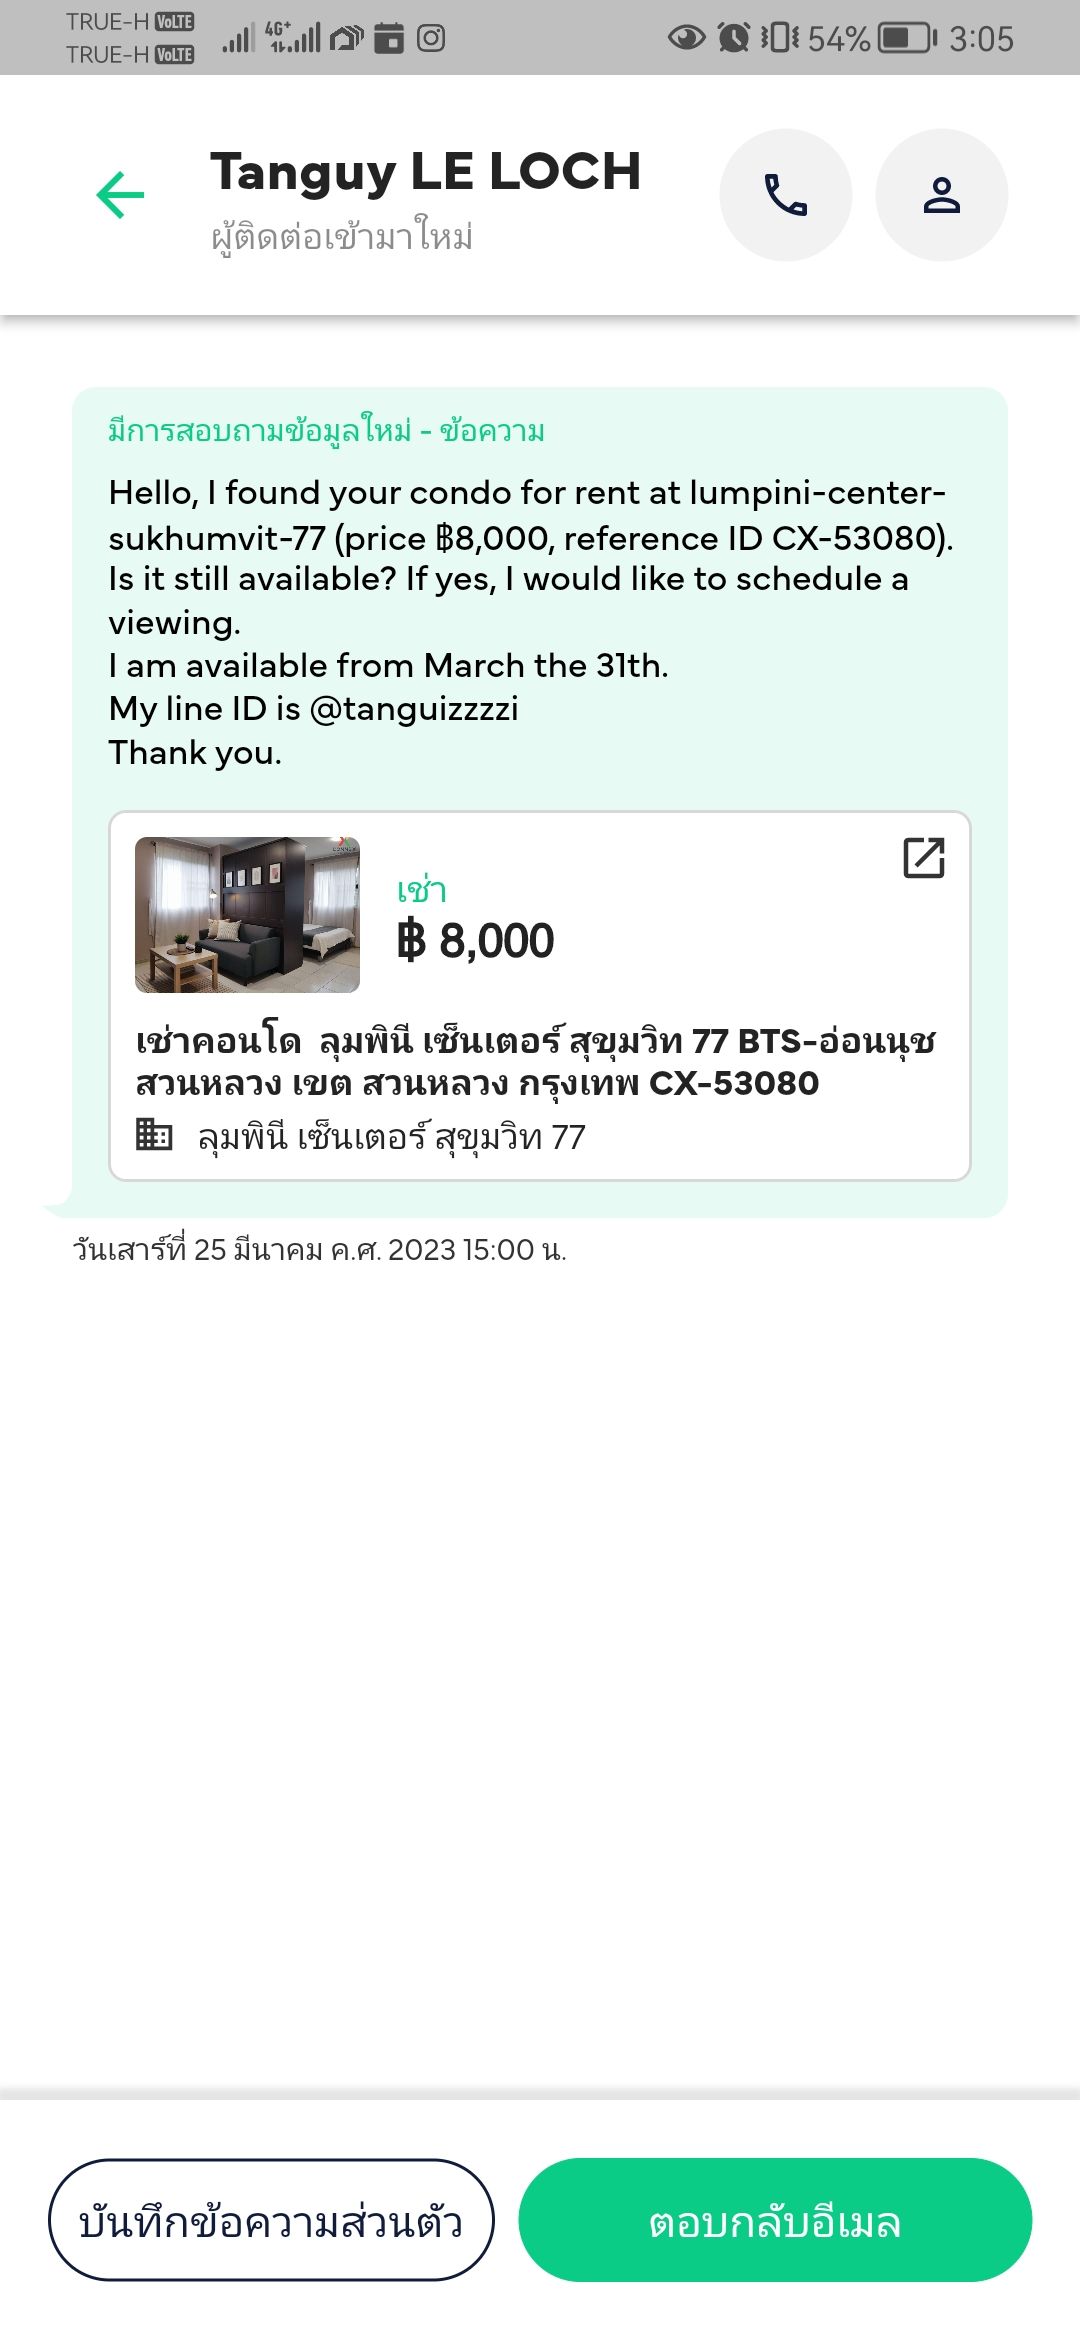 TRUE-H VoLTE
TRUE-H VoLTE
4G+
54%
3:05
Tanguy LE LOCH
ผู้ติดต่อเข้ามาใหม่
มีการสอบถามข้อมูลใหม่ - ข้อความ
Hello, I found your condo for rent at lumpini-center-
sukhumvit-77 (price ฿8,000, reference ID CX-53080).
Is it still available? If yes, I would like to schedule a
viewing.
I am available from March the 31th.
My line ID is @tanguizzzzi
Thank you.
เช่า
฿ 8,000
เช่าคอนโด  ลุมพินี เซ็นเตอร์ สุขุมวิท 77 BTS-อ่อนนุช
สวนหลวง เขต สวนหลวง กรุงเทพ CX-53080
ลุมพินี เซ็นเตอร์ สุขุมวิท 77
วันเสาร์ที่ 25 มีนาคม ค.ศ. 2023 15:00 น.
บันทึกข้อความส่วนตัว
ตอบกลับอีเมล